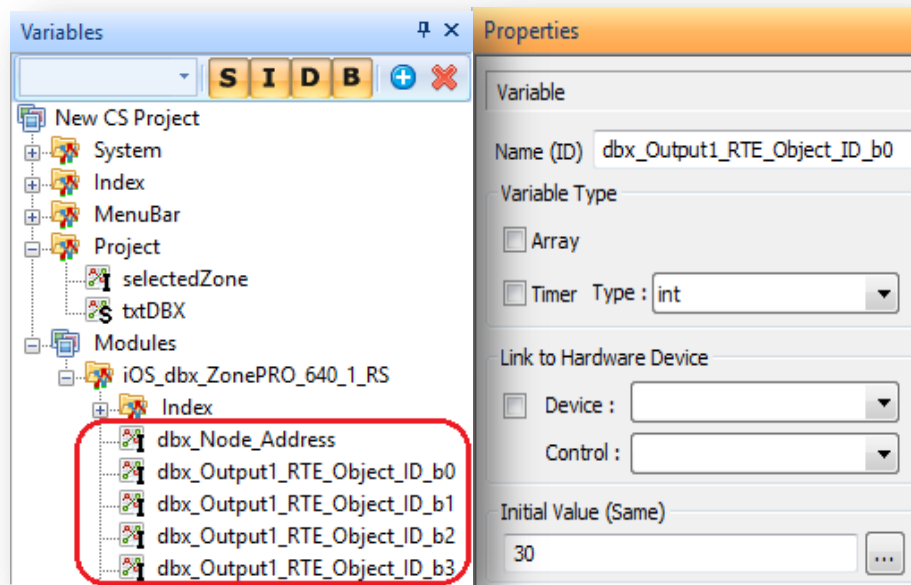 Variables
S I D B
New CS Project
System
Index
MenuBar
Project
selectedZone
txtDBX
Modules
iOS_dbx_ZonePRO_640_1_RS
Index
dbx_Node_Address
dbx_Output1_RTE_Object_ID_b0
dbx_Output1_RTE_Object_ID_b1
dbx_Output1_RTE_Object_ID_b2
dbx_Output1_RTE_Object_ID_b3
Properties
Variable
Name (ID) dbx_Output1_RTE_Object_ID_b0
Variable Type
Array
Timer Type : int
Link to Hardware Device
Device :
Control :
Initial Value (Same)
30 ...